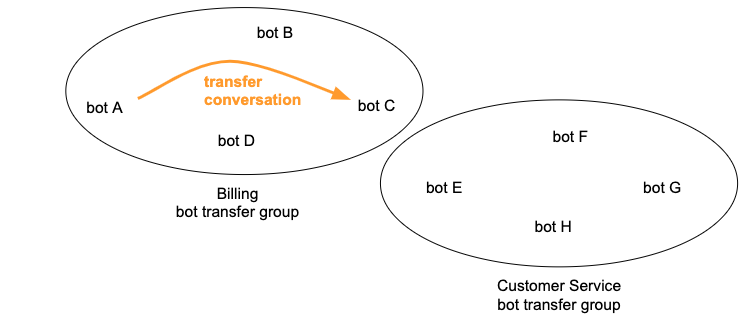 bot B
transfer
conversation
bot A
bot C
bot D
Billing
bot transfer group
bot F
bot E
bot G
bot H
Customer Service
bot transfer group